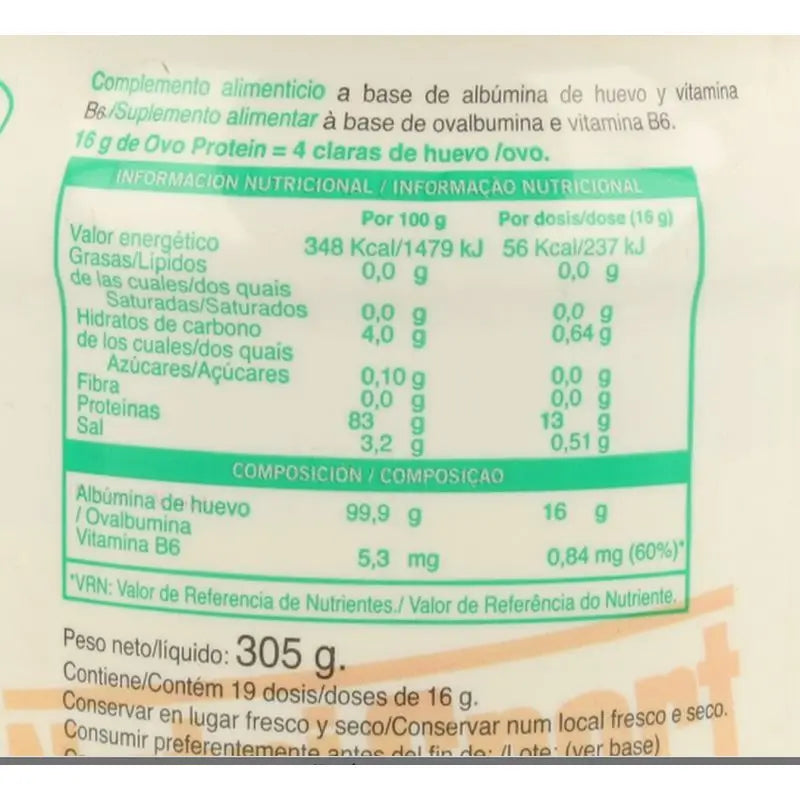 Complemento alimenticio a base de albúmina de huevo y vitamina
B6/Suplemento alimentar à base de ovalbumina e vitamina B6.
16 g de Ovo Protein = 4 claras de huevo /ovo.
INFORMACIÓN NUTRICIONAL / INFORMAÇÃO NUTRICIONAL
Por 100 g Por dosis/dose (16 g)
Valor energético 348 Kcal/1479 kJ 56 Kcal/237 kJ
Grasas/Lípidos 0,0 g 0,0 g
de las cuales/dos quais
Saturadas/Saturados 0,0 g 0,0 g
Hidratos de carbono 4,0 g 0,64 g
de los cuales/dos quais
Azúcares/Açúcares 0,10 g 0,0 g
Fibra 0,0 g 0,0 g
Proteínas 83 g 13 g
Sal 3,2 g 0,51 g
COMPOSICIÓN / COMPOSIÇÃO
Albúmina de huevo 99,9 g 16 g
/ Ovalbumina
Vitamina B6 5,3 mg 0,84 mg (60%)*
*VRN: Valor de Referencia de Nutrientes./ Valor de Referência do Nutriente.
Peso neto/líquido: 305 g.
Contiene/Contém 19 dosis/doses de 16 g.
Conservar en lugar fresco y seco/Conservar num local fresco e seco.
Consumir preferentemente antes del fin de: /Lote: (ver base)